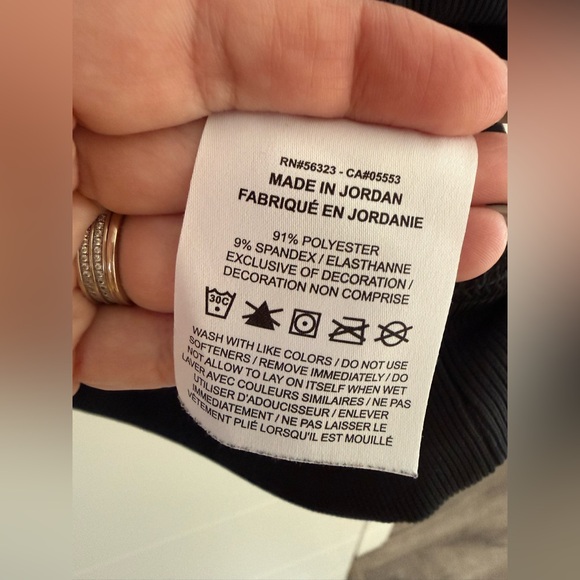 RN#56323 - CA#05553
MADE IN JORDAN
FABRIQUÉ EN JORDANIE
91% POLYESTER
9% SPANDEX / ELASTHANNE
EXCLUSIVE OF DECORATION /
DECORATION NON COMPRISE
30C
WASH WITH LIKE COLORS / DO NOT USE
SOFTENERS / REMOVE IMMEDIATELY / DO
NOT ALLOW TO LAY ON ITSELF WHEN WET
LAVER AVEC COULEURS SIMILAIRES / NE PAS
UTILISER D'ADOUCISSEUR / ENLEVER
IMMÉDIATEMENT / NE PAS LAISSER LE
VÊTEMENT PLIÉ LORSQU'IL EST MOUILLÉ